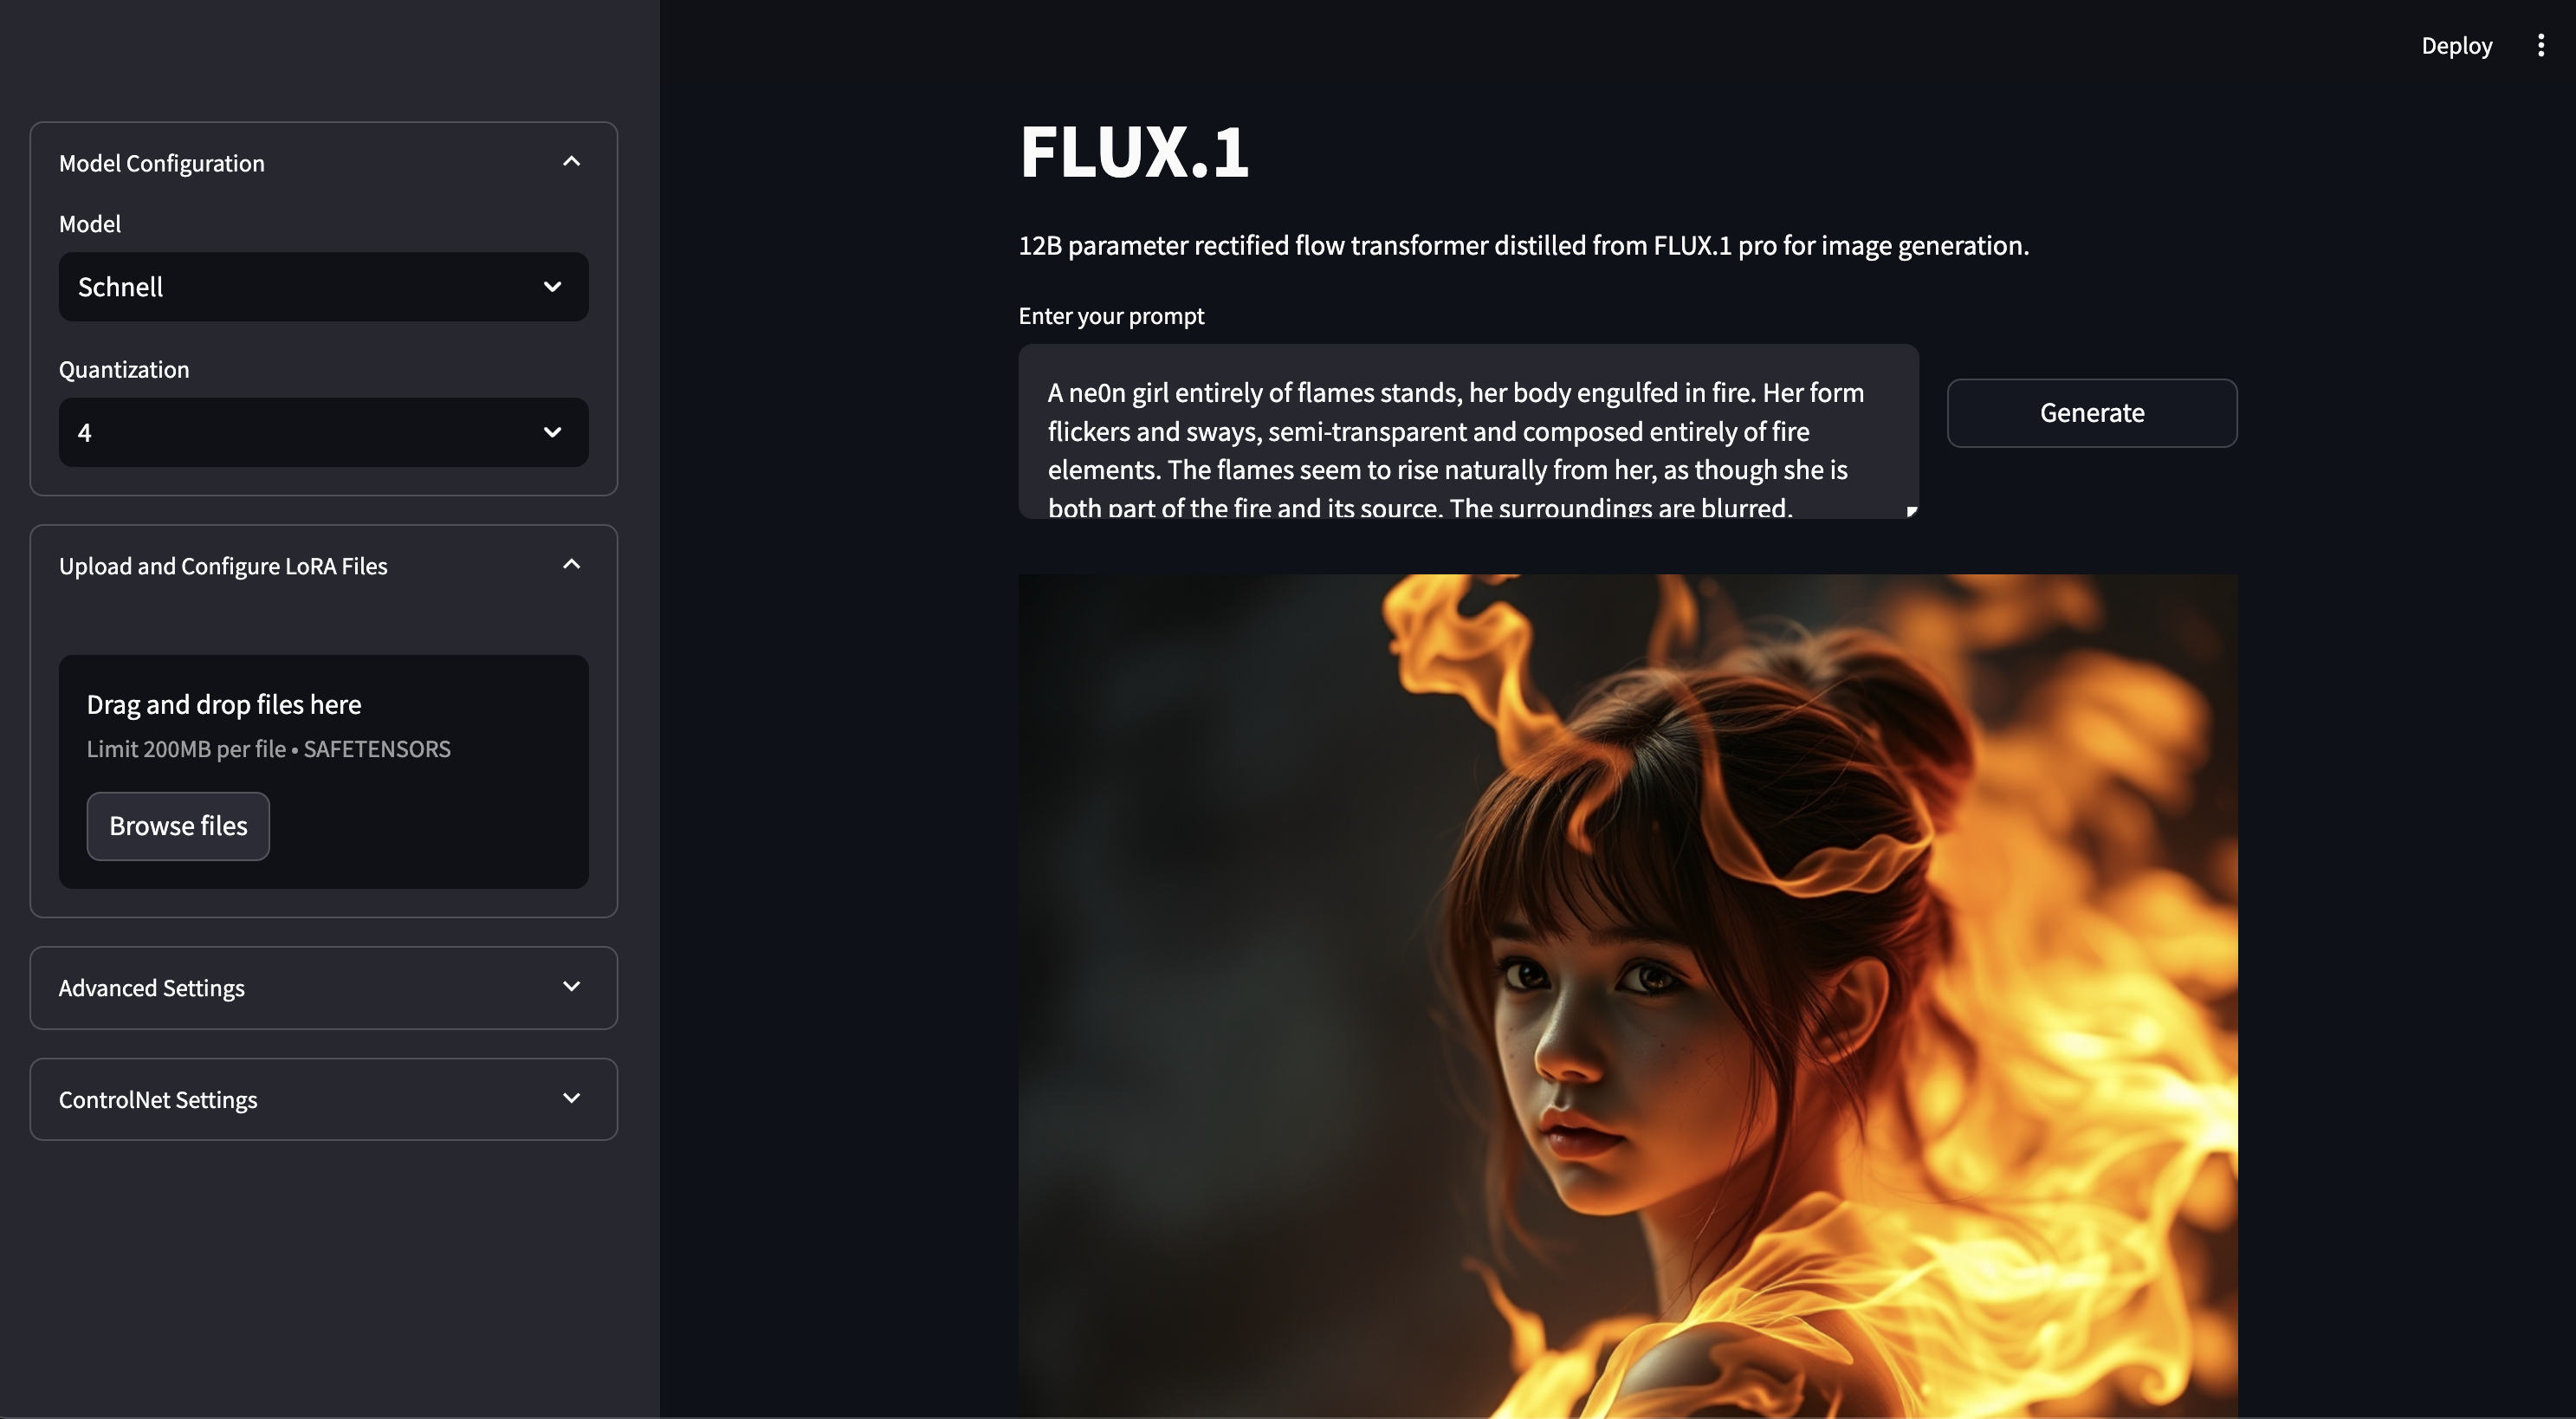 Deploy
Model Configuration
Model
Schnell
Quantization
4
Upload and Configure LoRA Files
Drag and drop files here
Limit 200MB per file • SAFETENSORS
Browse files
Advanced Settings
ControlNet Settings
FLUX.1
12B parameter rectified flow transformer distilled from FLUX.1 pro for image generation.
Enter your prompt
A ne0n girl entirely of flames stands, her body engulfed in fire. Her form
flickers and sways, semi-transparent and composed entirely of fire
elements. The flames seem to rise naturally from her, as though she is
both part of the fire and its source. The surroundings are blurred.
Generate